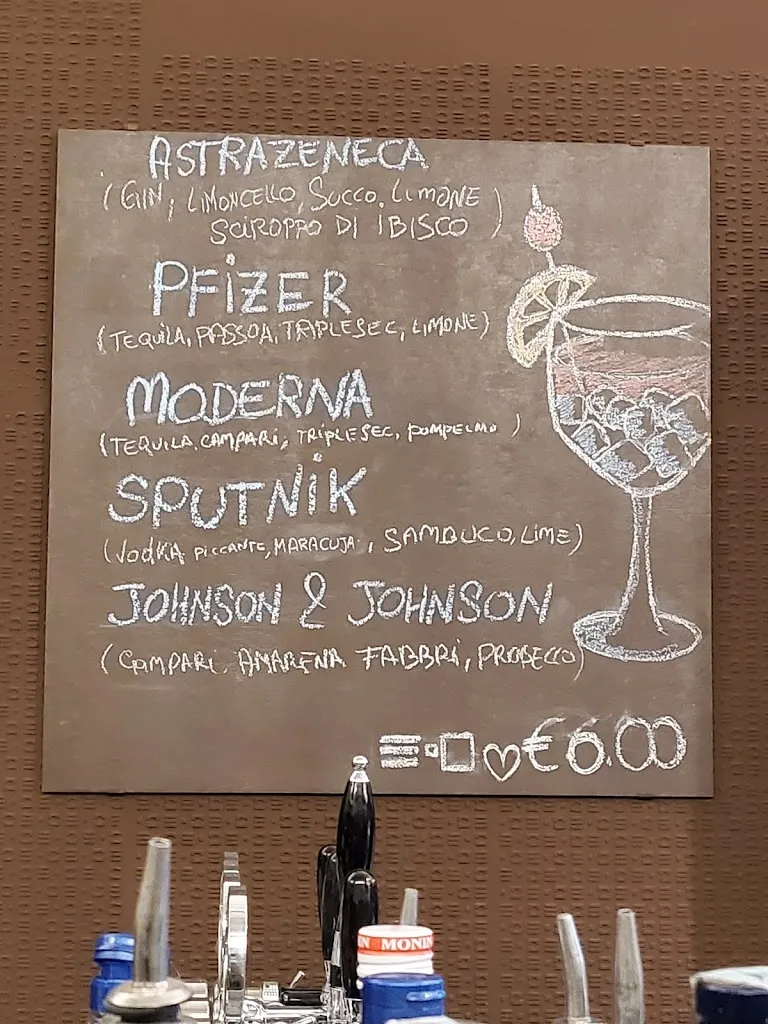 ASTRAZENECA
(GIN, LIMONCELLO, SUCCO, LIMONE
SCIROPPO DI IBISCO )
PFIZER
(TEQUILA, PASSOA, TRIPLESEC, LIMONE)
MODERNA
(TEQUILA, CAMPARI, TRIPLESEC, POMPELMO )
SPUTNIK
(VODKA PICCANTE, MARACUJA, SAMBUCO, LIME)
JOHNSON & JOHNSON
(CAMPARI, AMARENA FABBRI, PROSECCO)
€6.00
MONIN